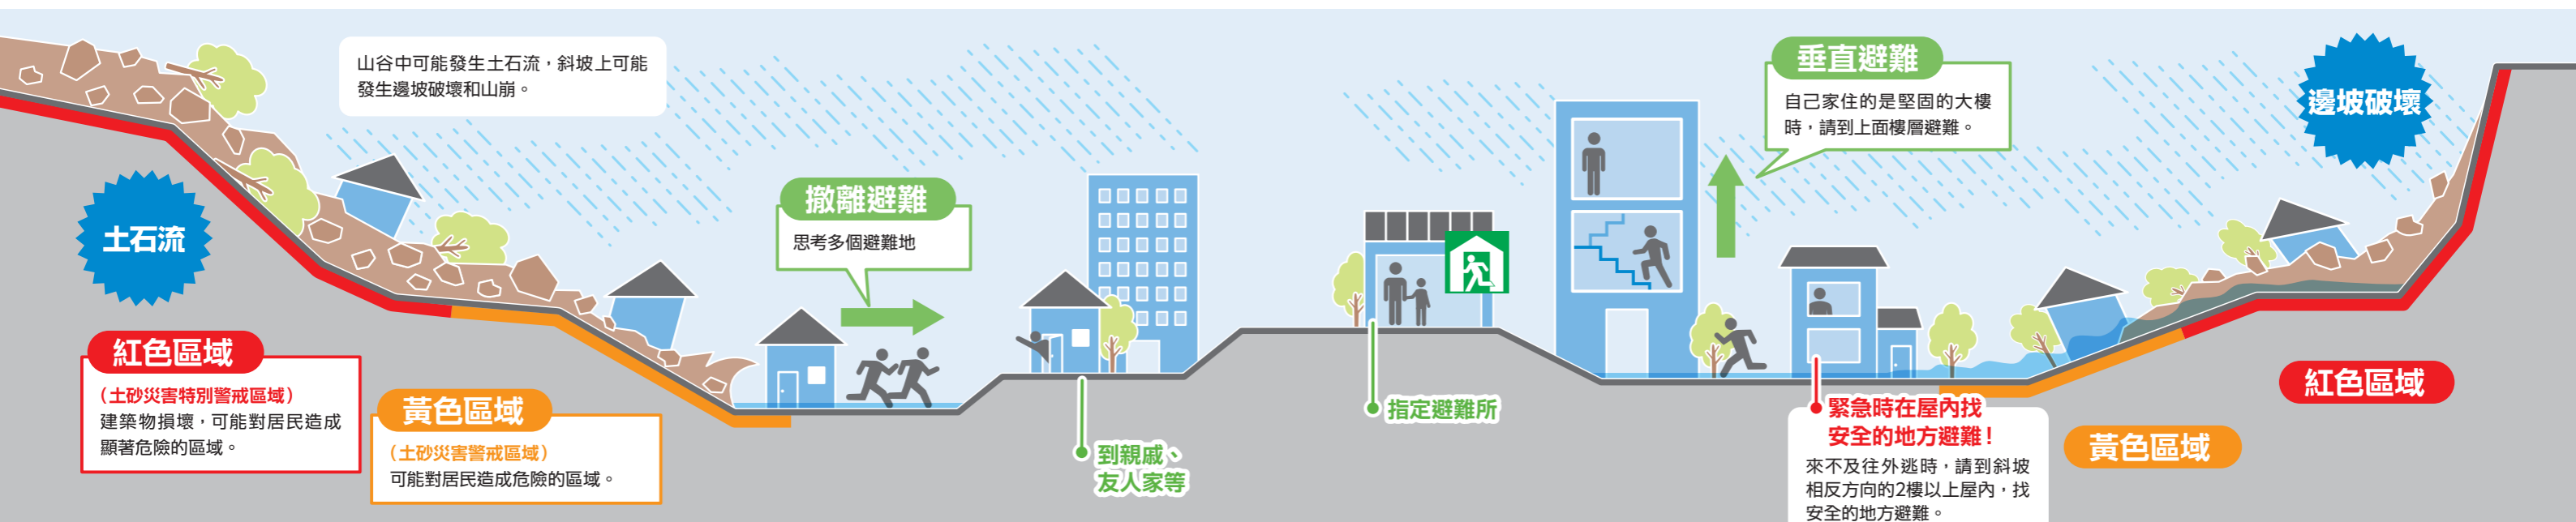 山谷中可能發生土石流，斜坡上可能
發生邊坡破壞和山崩。
土石流
紅色區域
（土砂災害特別警戒區域）
建築物損壞，可能對居民造成
顯著危險的區域。
黃色區域
（土砂災害警戒區域）
可能對居民造成危險的區域。
撤離避難
思考多個避難地
到親戚、
友人家等
指定避難所
垂直避難
自己家住的是堅固的大樓
時，請到上面樓層避難。
緊急時在屋內找
安全的地方避難！
來不及往外逃時，請到斜坡
相反方向的2樓以上屋內，找
安全的地方避難。
邊坡破壞
紅色區域
黃色區域